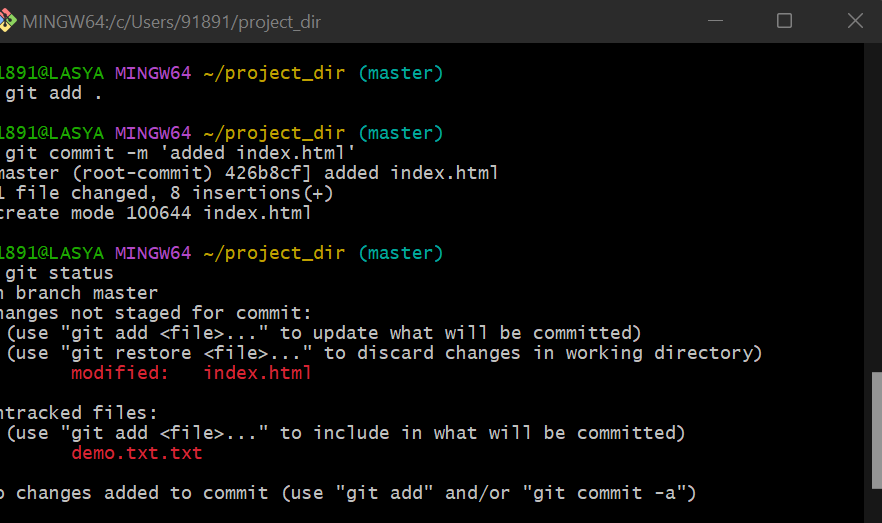 MINGW64:/c/Users/91891/project_dir
1891@LASYA MINGW64 ~/project_dir (master)
git add .
1891@LASYA MINGW64 ~/project_dir (master)
git commit -m 'added index.html'
master (root-commit) 426b8cf] added index.html
1 file changed, 8 insertions(+)
create mode 100644 index.html
1891@LASYA MINGW64 ~/project_dir (master)
git status
n branch master
hanges not staged for commit:
(use "git add <file>..." to update what will be committed)
(use "git restore <file>..." to discard changes in working directory)
modified:   index.html
ntracked files:
(use "git add <file>..." to include in what will be committed)
demo.txt.txt
o changes added to commit (use "git add" and/or "git commit -a")